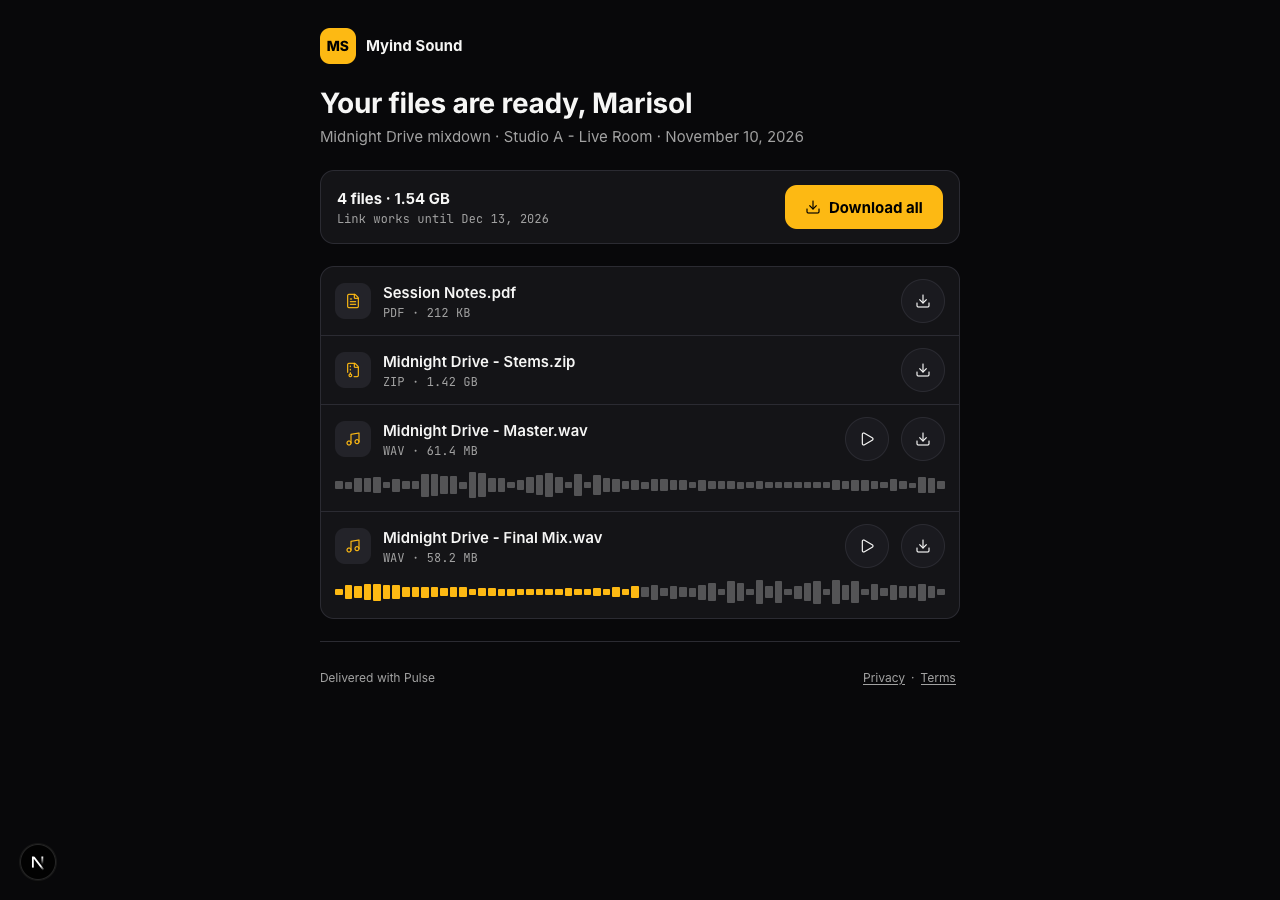 MS Myind Sound
Your files are ready, Marisol
Midnight Drive mixdown · Studio A - Live Room · November 10, 2026
4 files · 1.54 GB
Link works until Dec 13, 2026
Download all
Session Notes.pdf
PDF · 212 KB
Midnight Drive - Stems.zip
ZIP · 1.42 GB
Midnight Drive - Master.wav
WAV · 61.4 MB
Midnight Drive - Final Mix.wav
WAV · 58.2 MB
Delivered with Pulse
Privacy · Terms
N